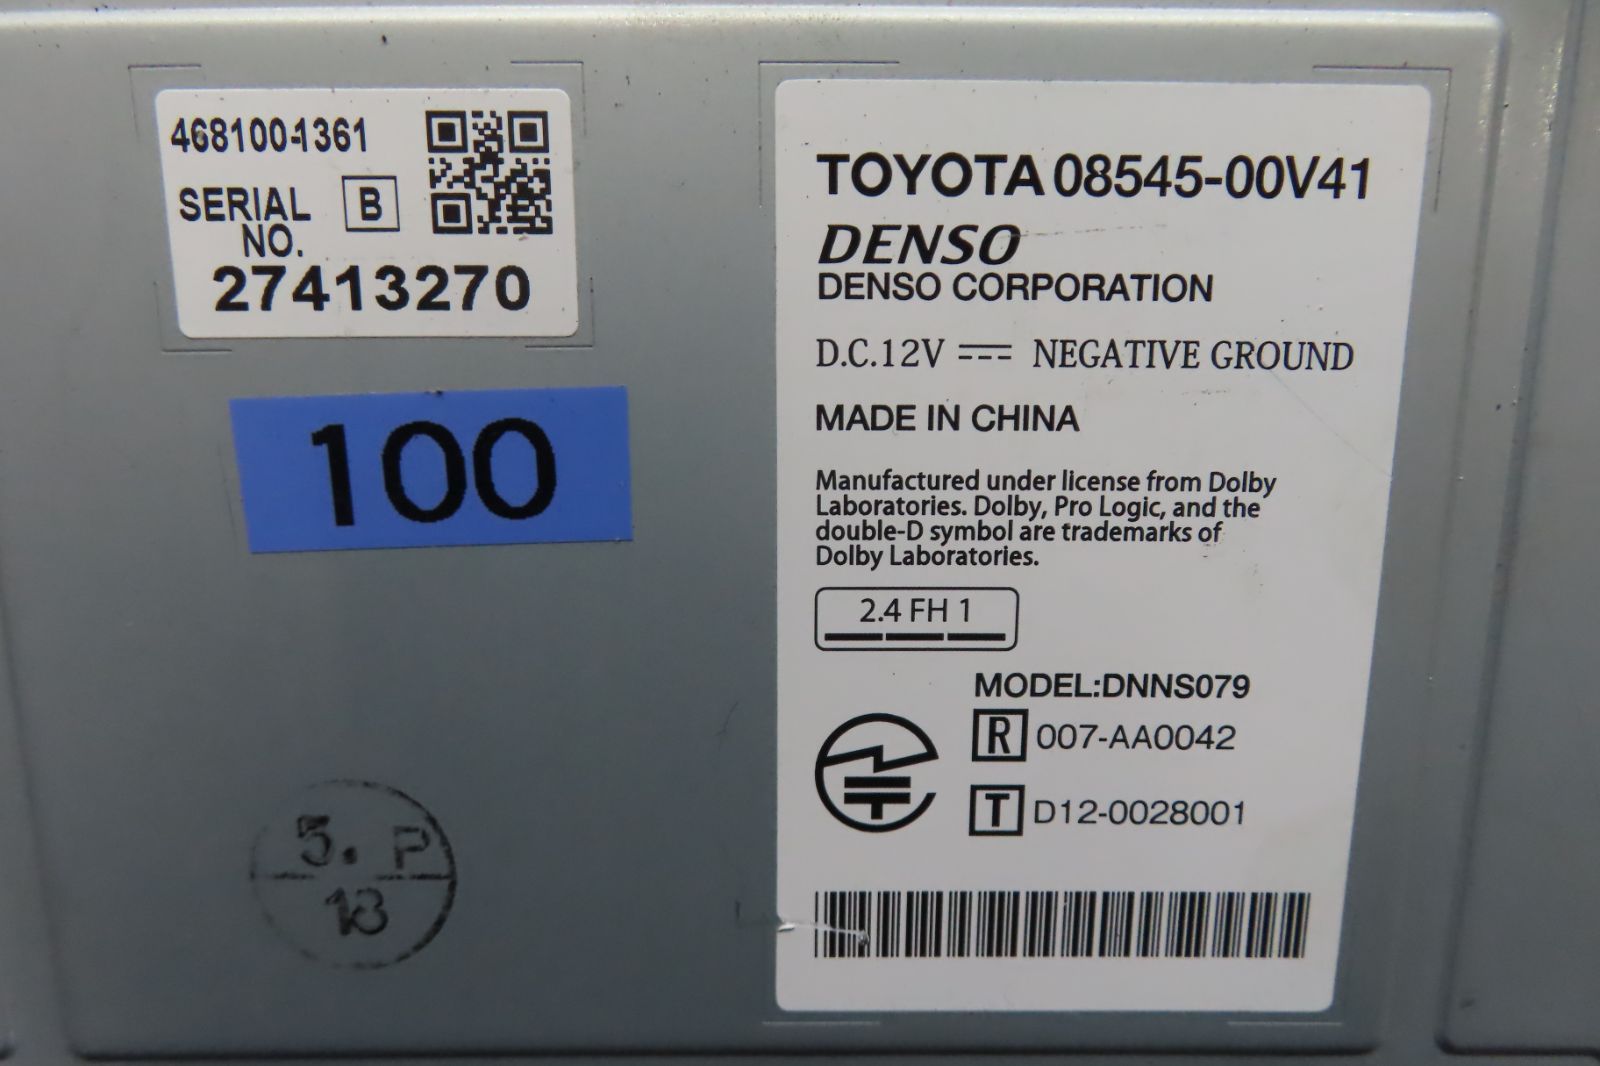 468100-1361
SERIAL NO. B
27413270
100
5. P
13
TOYOTA 08545-00V41
DENSO
DENSO CORPORATION
D.C.12V NEGATIVE GROUND
MADE IN CHINA
Manufactured under license from Dolby
Laboratories. Dolby, Pro Logic, and the
double-D symbol are trademarks of
Dolby Laboratories.
2.4 FH 1
MODEL:DNNS079
R 007-AA0042
T D12-0028001